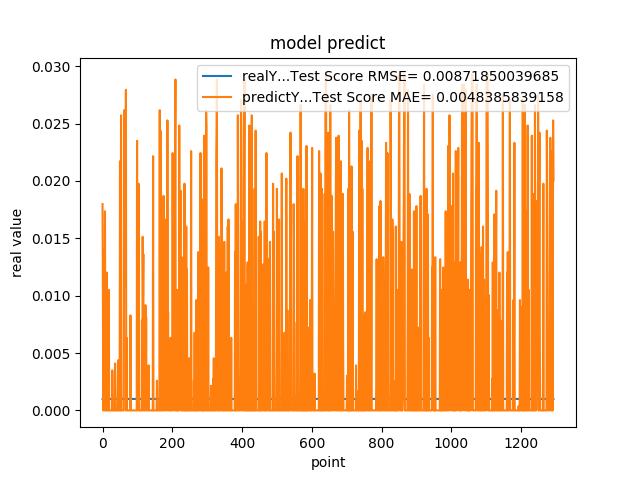 model predict
realY...Test Score RMSE= 0.00871850039685
predictY...Test Score MAE= 0.0048385839158
0.030
0.025
0.020
0.015
0.010
0.005
0.000
real value
0 200 400 600 800 1000 1200
point